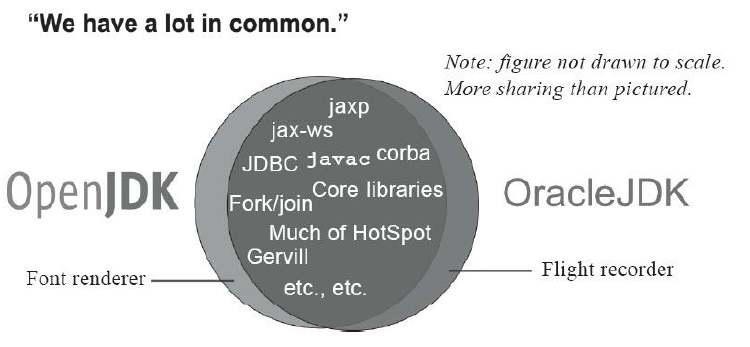 “We have a lot in common.”
Note: figure not drawn to scale.
More sharing than pictured.
jaxp
jax-ws
JDBC javac corba
OpenJDK
Fork/join Core libraries
OracleJDK
Much of HotSpot
Gervill
Font renderer
Flight recorder
etc., etc.